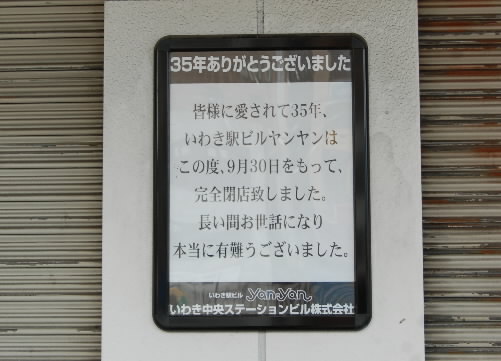 35年ありがとうございました
皆様に愛されて35年、
いわき駅ビルヤンヤンは
この度、9月30日をもって、
完全閉店致しました。
長い間お世話になり
本当に有難うございました。
いわき駅ビル yan-yan
いわき中央ステーションビル株式会社